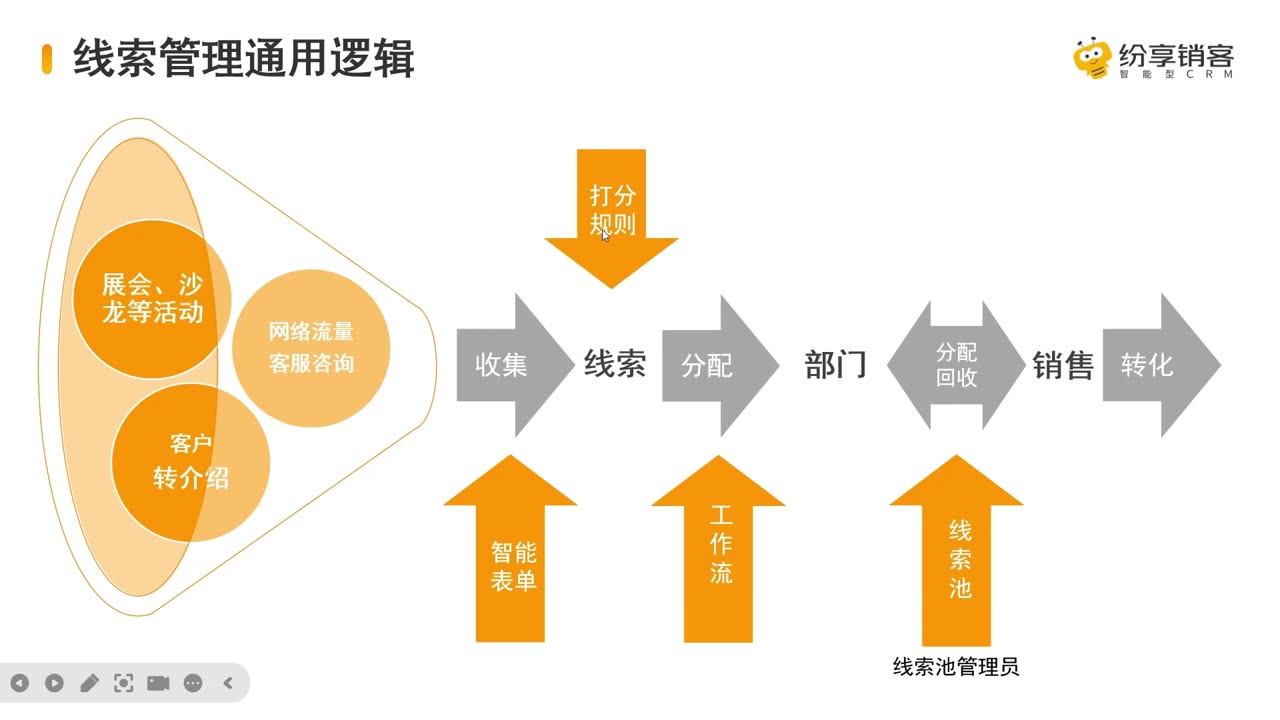 线索管理通用逻辑
纷享销客
智能型CRM
打分
规则
展会、沙
龙等活动
网络流量
客服咨询
客户
转介绍
收集
线索
分配
部门
分配
回收
销售
转化
智能
表单
工
作
流
线
索
池
线索池管理员